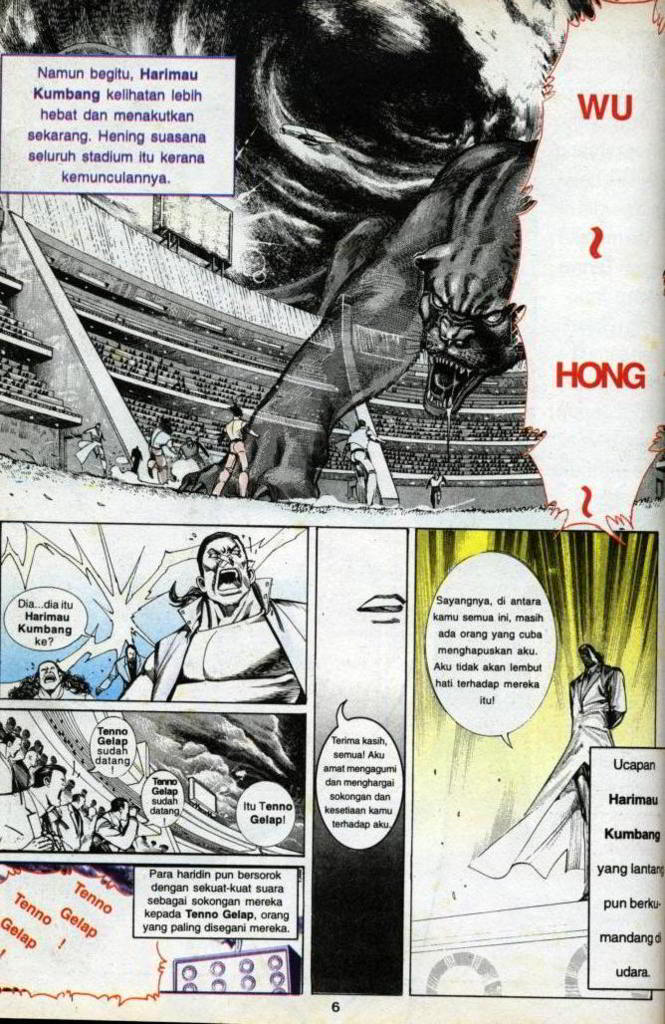 Namun begitu, Harimau
Kumbang kelihatan lebih
hebat dan menakutkan
sekarang. Hening suasana
seluruh stadium itu kerana
kemunculannya.
WU
~
HONG
~
Dia...dia itu
Harimau
Kumbang
ke?
Tenno
Gelap
sudah
datang
!
Tenno
Gelap
sudah
datang
!
Itu Tenno
Gelap!
Para haridin pun bersorok
dengan sekuat-kuat suara
sebagai sokongan mereka
kepada Tenno Gelap, orang
yang paling disegani mereka.
Tenno
Gelap
!
Tenno
Gelap
!
Tenno
Gelap
!
Terima kasih,
semua! Aku
amat mengagumi
dan menghargai
sokongan dan
kesetiaan kamu
terhadap aku.
Sayangnya, di antara
kamu semua ini, masih
ada orang yang cuba
menghapuskan aku.
Aku tidak akan lembut
hati terhadap mereka
itu!
Ucapan
Harimau
Kumbang
yang lantang
pun berku-
mandang di
udara.
6